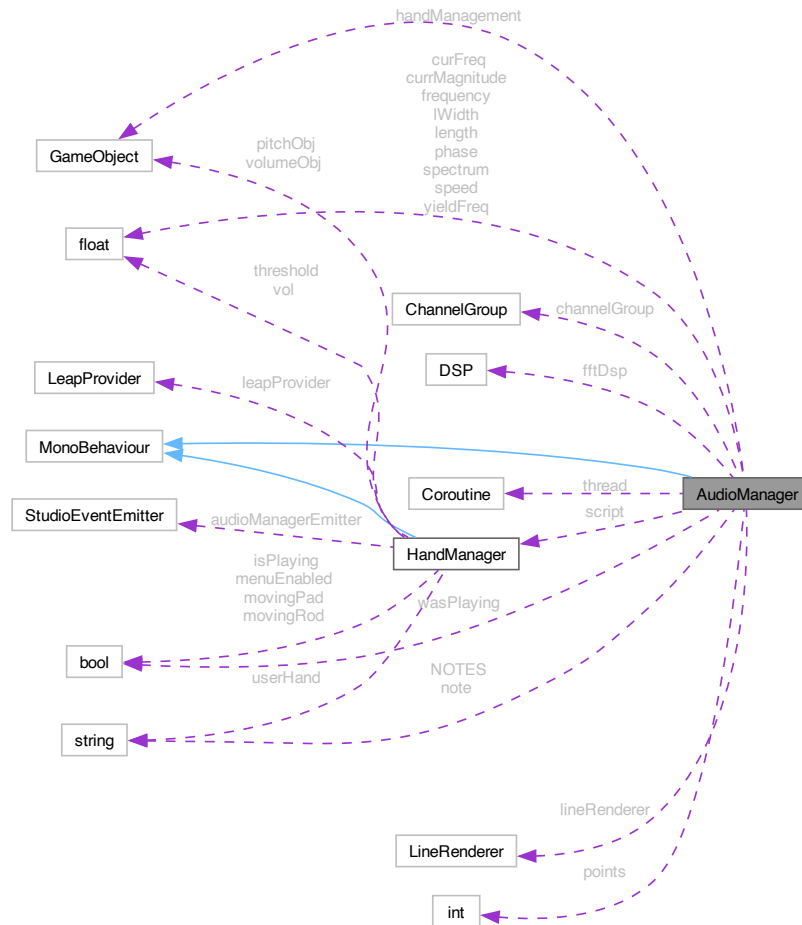 handManagement
curFreq
currMagnitude
frequency
lWidth
length
phase
spectrum
speed
yieldFreq
pitchObj
volumeObj
GameObject
float
threshold
vol
ChannelGroup
channelGroup
DSP
fftDsp
LeapProvider
leapProvider
MonoBehaviour
Coroutine
thread
AudioManager
StudioEventEmitter
audioManagerEmitter
script
HandManager
isPlaying
menuEnabled
movingPad
movingRod
wasPlaying
bool
userHand
NOTES
note
string
lineRenderer
LineRenderer
points
int